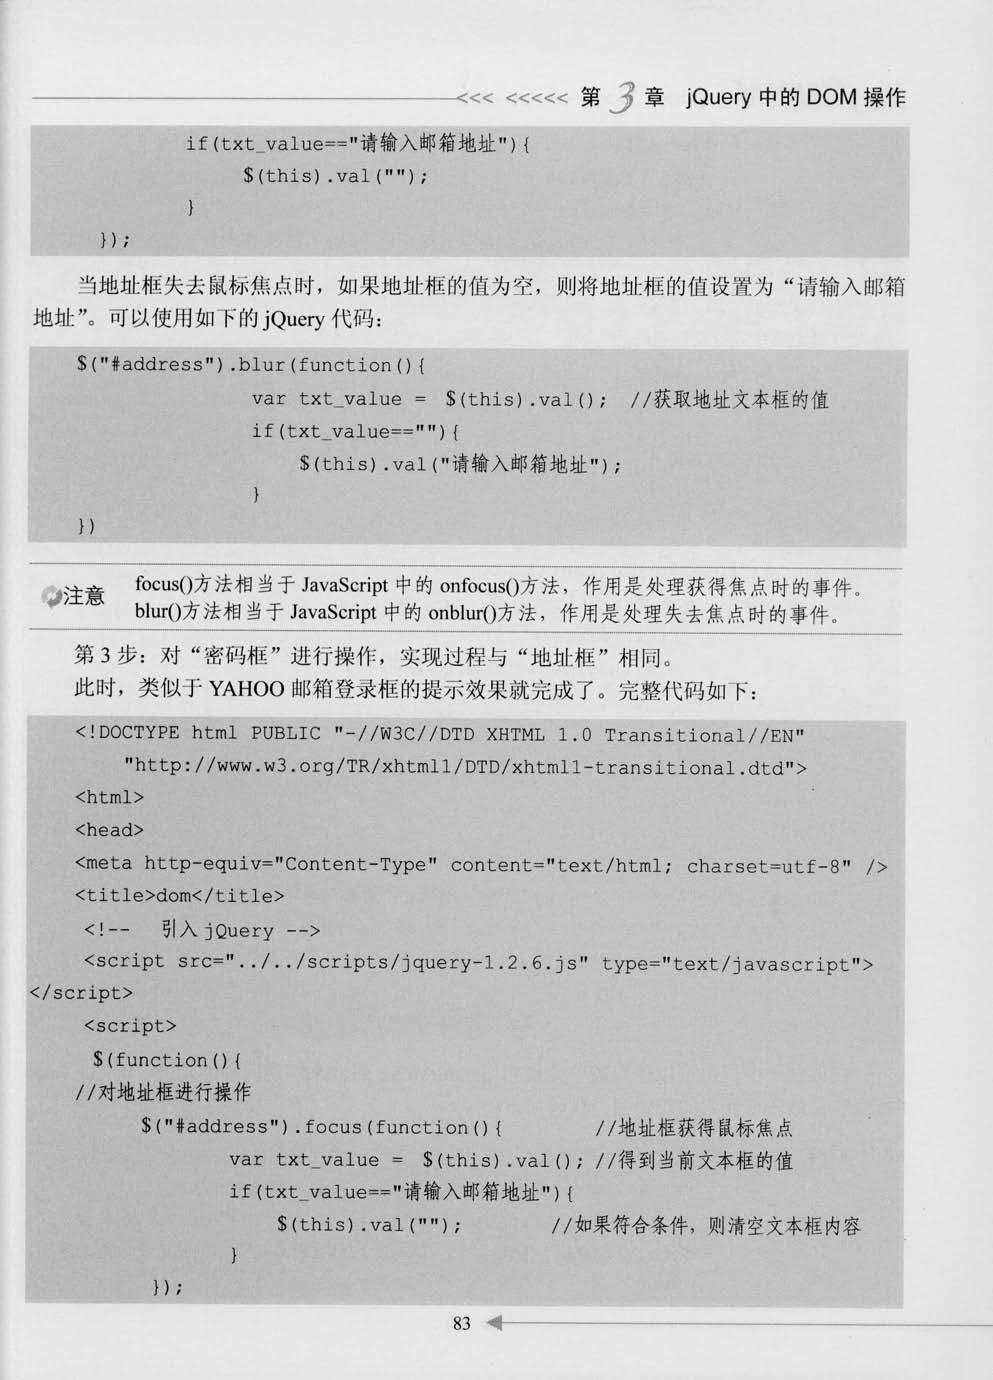 <<< <<<<< 第3章 jQuery 中的 DOM 操作
if(txt_value=="请输入邮箱地址"){
$(this).val("");
}
});
当地址框失去鼠标焦点时，如果地址框的值为空，则将地址框的值设置为“请输入邮箱
地址”。可以使用如下的 jQuery 代码：
$("#address").blur(function(){
var txt_value = $(this).val(); //获取地址文本框的值
if(txt_value==""){
$(this).val("请输入邮箱地址");
}
})
注意
focus()方法相当于 JavaScript 中的 onfocus()方法，作用是处理获得焦点时的事件。
blur()方法相当于 JavaScript 中的 onblur()方法，作用是处理失去焦点时的事件。
第 3 步：对“密码框”进行操作，实现过程与“地址框”相同。
此时，类似于 YAHOO 邮箱登录框的提示效果就完成了。完整代码如下：
<!DOCTYPE html PUBLIC "-//W3C//DTD XHTML 1.0 Transitional//EN"
"http://www.w3.org/TR/xhtml1/DTD/xhtml1-transitional.dtd">
<html>
<head>
<meta http-equiv="Content-Type" content="text/html; charset=utf-8" />
<title>dom</title>
<!-- 引入 jQuery -->
<script src="../../scripts/jquery-1.2.6.js" type="text/javascript">
</script>
<script>
$(function(){
//对地址框进行操作
$("#address").focus(function(){ //地址框获得鼠标焦点
var txt_value = $(this).val(); //得到当前文本框的值
if(txt_value=="请输入邮箱地址"){
$(this).val(""); //如果符合条件，则清空文本框内容
}
});
83